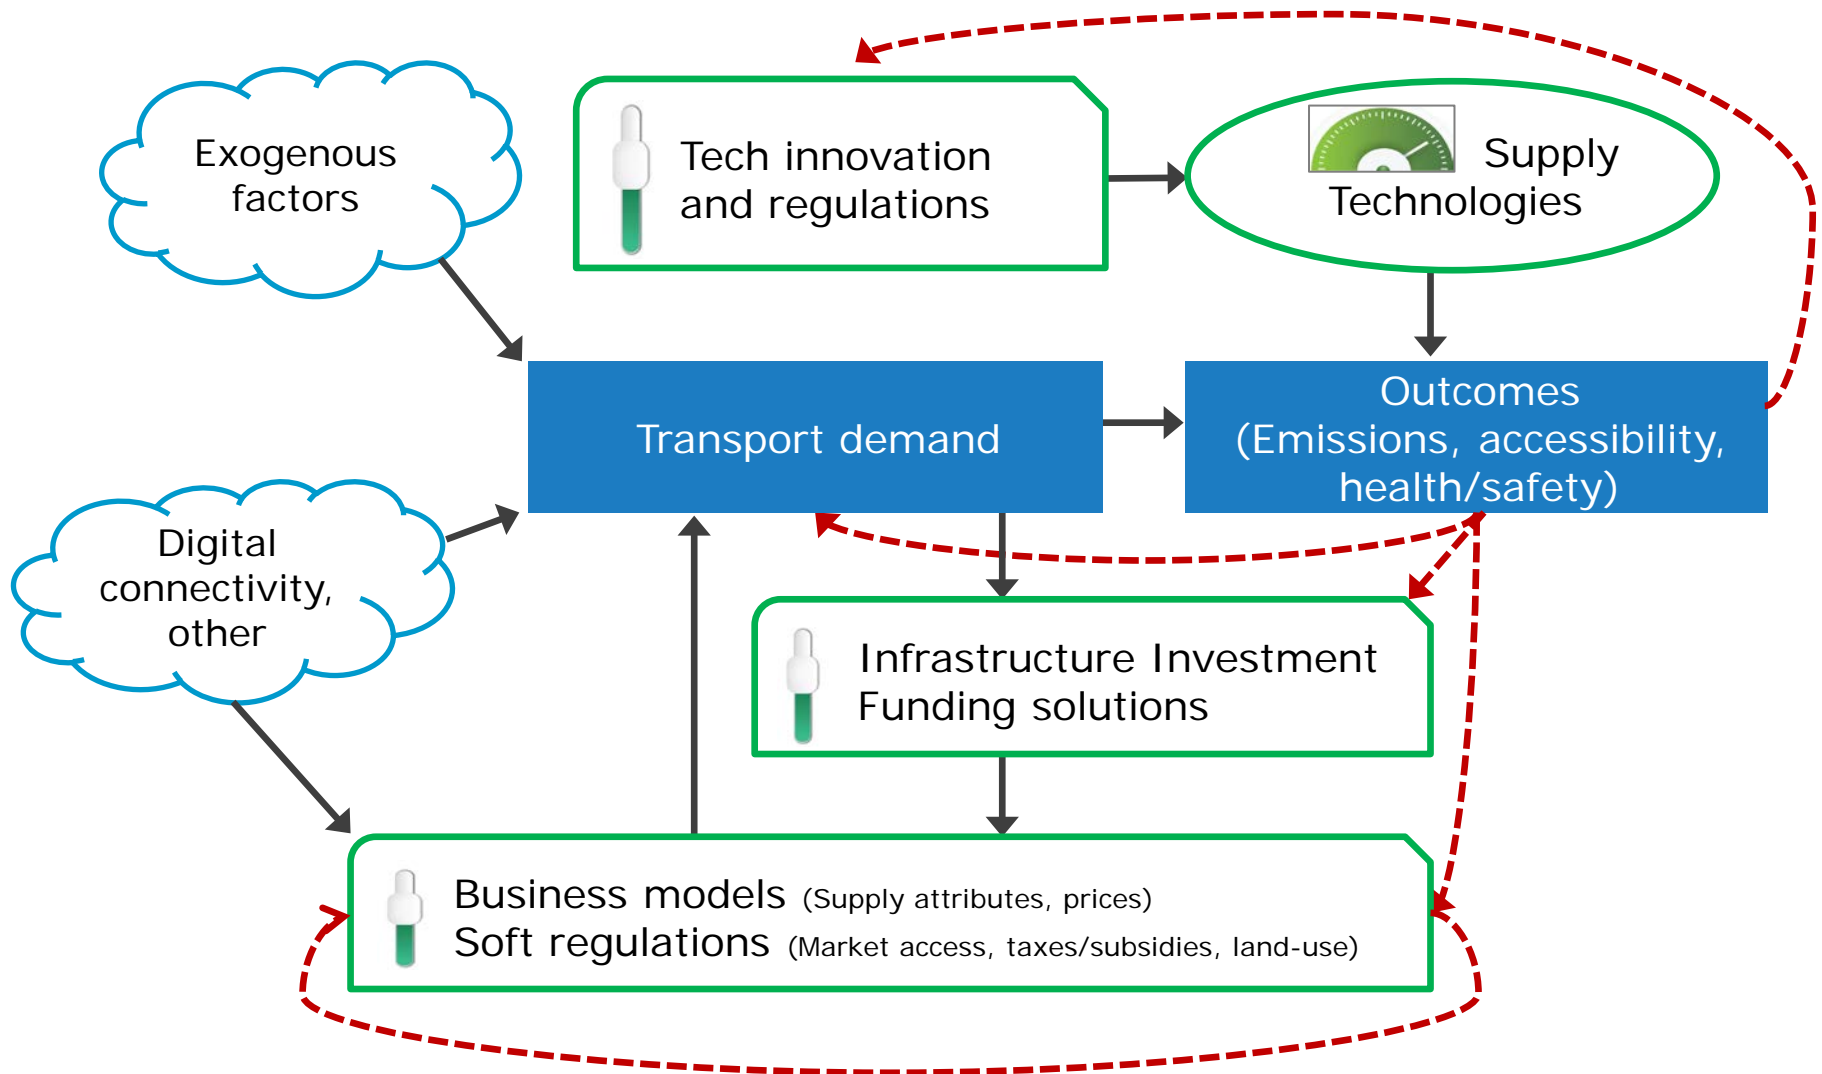 Exogenous
factors
Tech innovation
and regulations
Supply
Technologies
Transport demand
Outcomes
(Emissions, accessibility,
health/safety)
Digital
connectivity,
other
Infrastructure Investment
Funding solutions
Business models (Supply attributes, prices)
Soft regulations (Market access, taxes/subsidies, land-use)